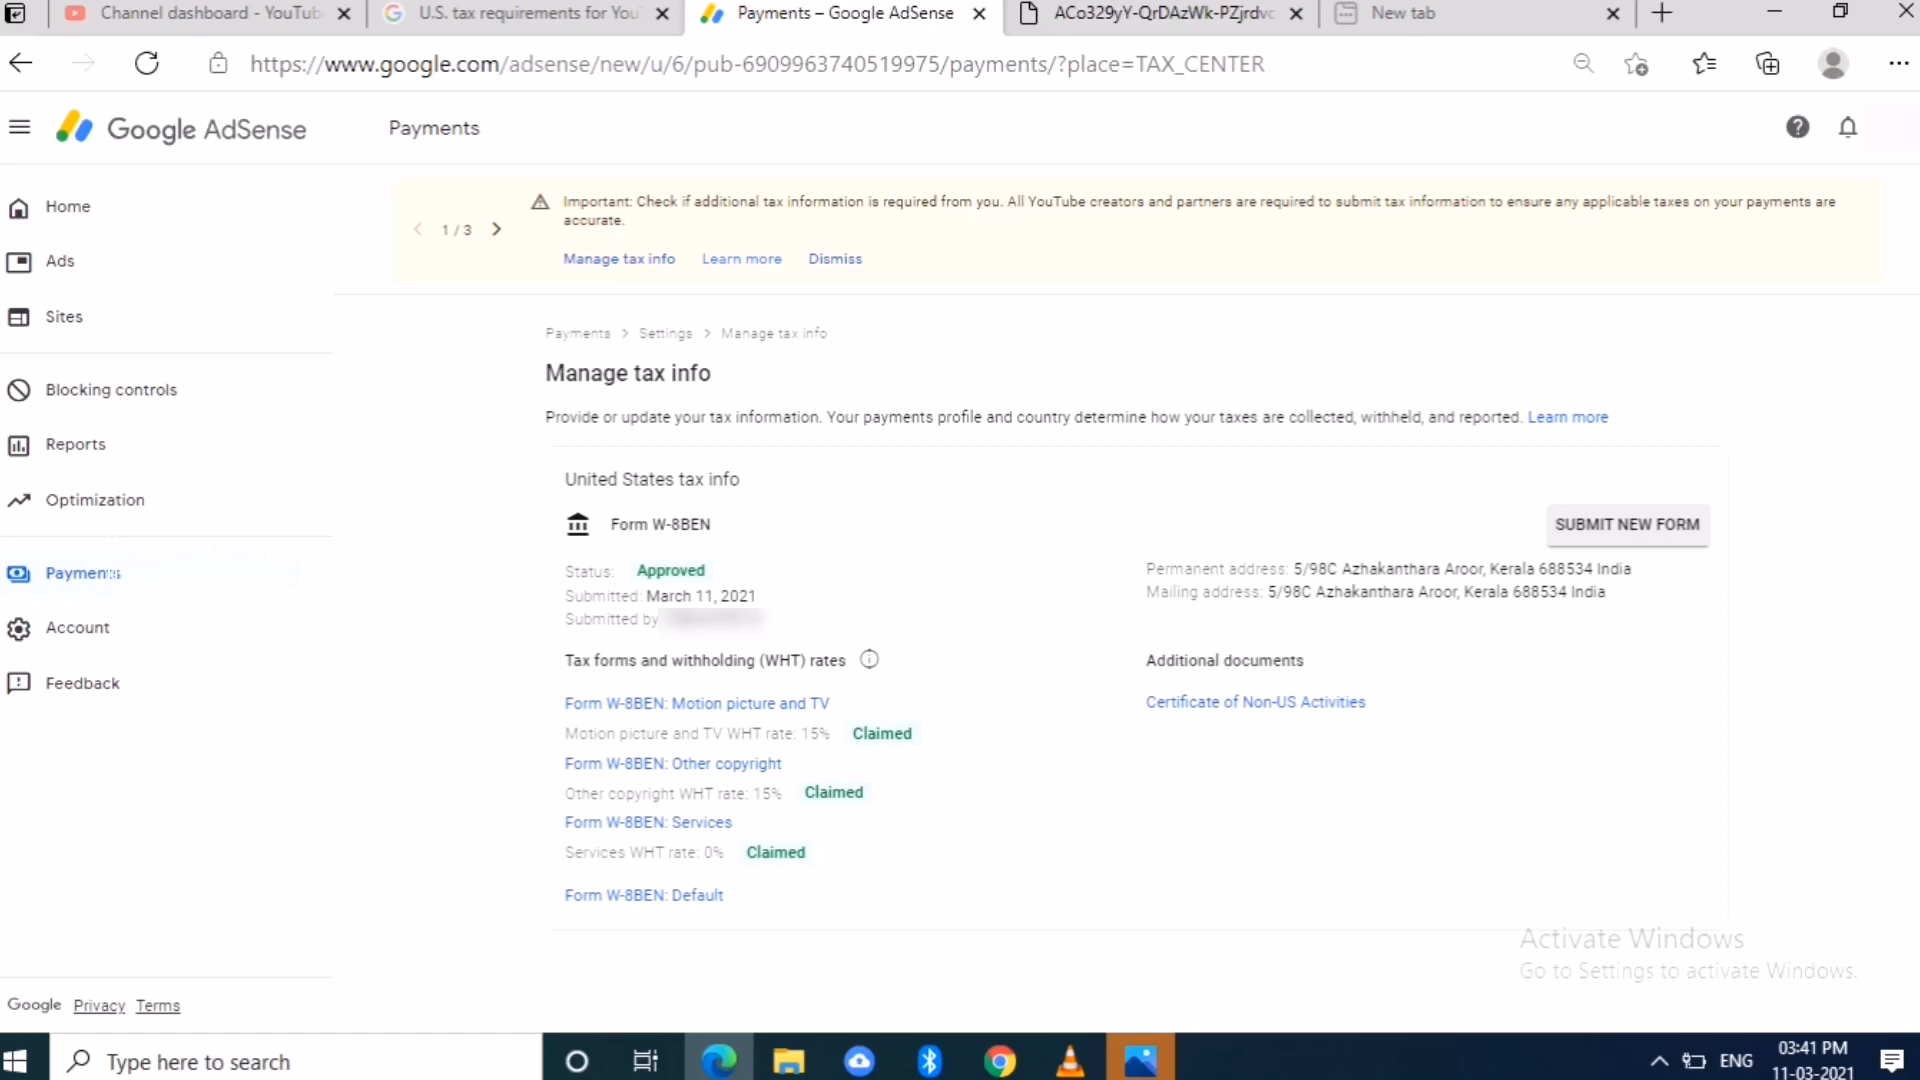 Channel dashboard - YouTub
U.S. tax requirements for You
Payments – Google AdSense
ACo329yY-QrDAzWk-PZjrdvc
New tab
https://www.google.com/adsense/new/u/6/pub-6909963740519975/payments/?place=TAX_CENTER
Google AdSense
Payments
Home
Ads
Sites
Blocking controls
Reports
Optimization
Payments
Account
Feedback
Google Privacy Terms
1 / 3
Important: Check if additional tax information is required from you. All YouTube creators and partners are required to submit tax information to ensure any applicable taxes on your payments are
accurate.
Manage tax info Learn more Dismiss
Payments > Settings > Manage tax info
Manage tax info
Provide or update your tax information. Your payments profile and country determine how your taxes are collected, withheld, and reported. Learn more
United States tax info
Form W-8BEN
SUBMIT NEW FORM
Status: Approved
Submitted: March 11, 2021
Submitted by
Permanent address: 5/98C Azhakanthara Aroor, Kerala 688534 India
Mailing address: 5/98C Azhakanthara Aroor, Kerala 688534 India
Tax forms and withholding (WHT) rates
Form W-8BEN: Motion picture and TV
Motion picture and TV WHT rate: 15% Claimed
Form W-8BEN: Other copyright
Other copyright WHT rate: 15% Claimed
Form W-8BEN: Services
Services WHT rate: 0% Claimed
Form W-8BEN: Default
Additional documents
Certificate of Non-US Activities
Activate Windows
Go to Settings to activate Windows.
Type here to search
ENG
03:41 PM
11-03-2021